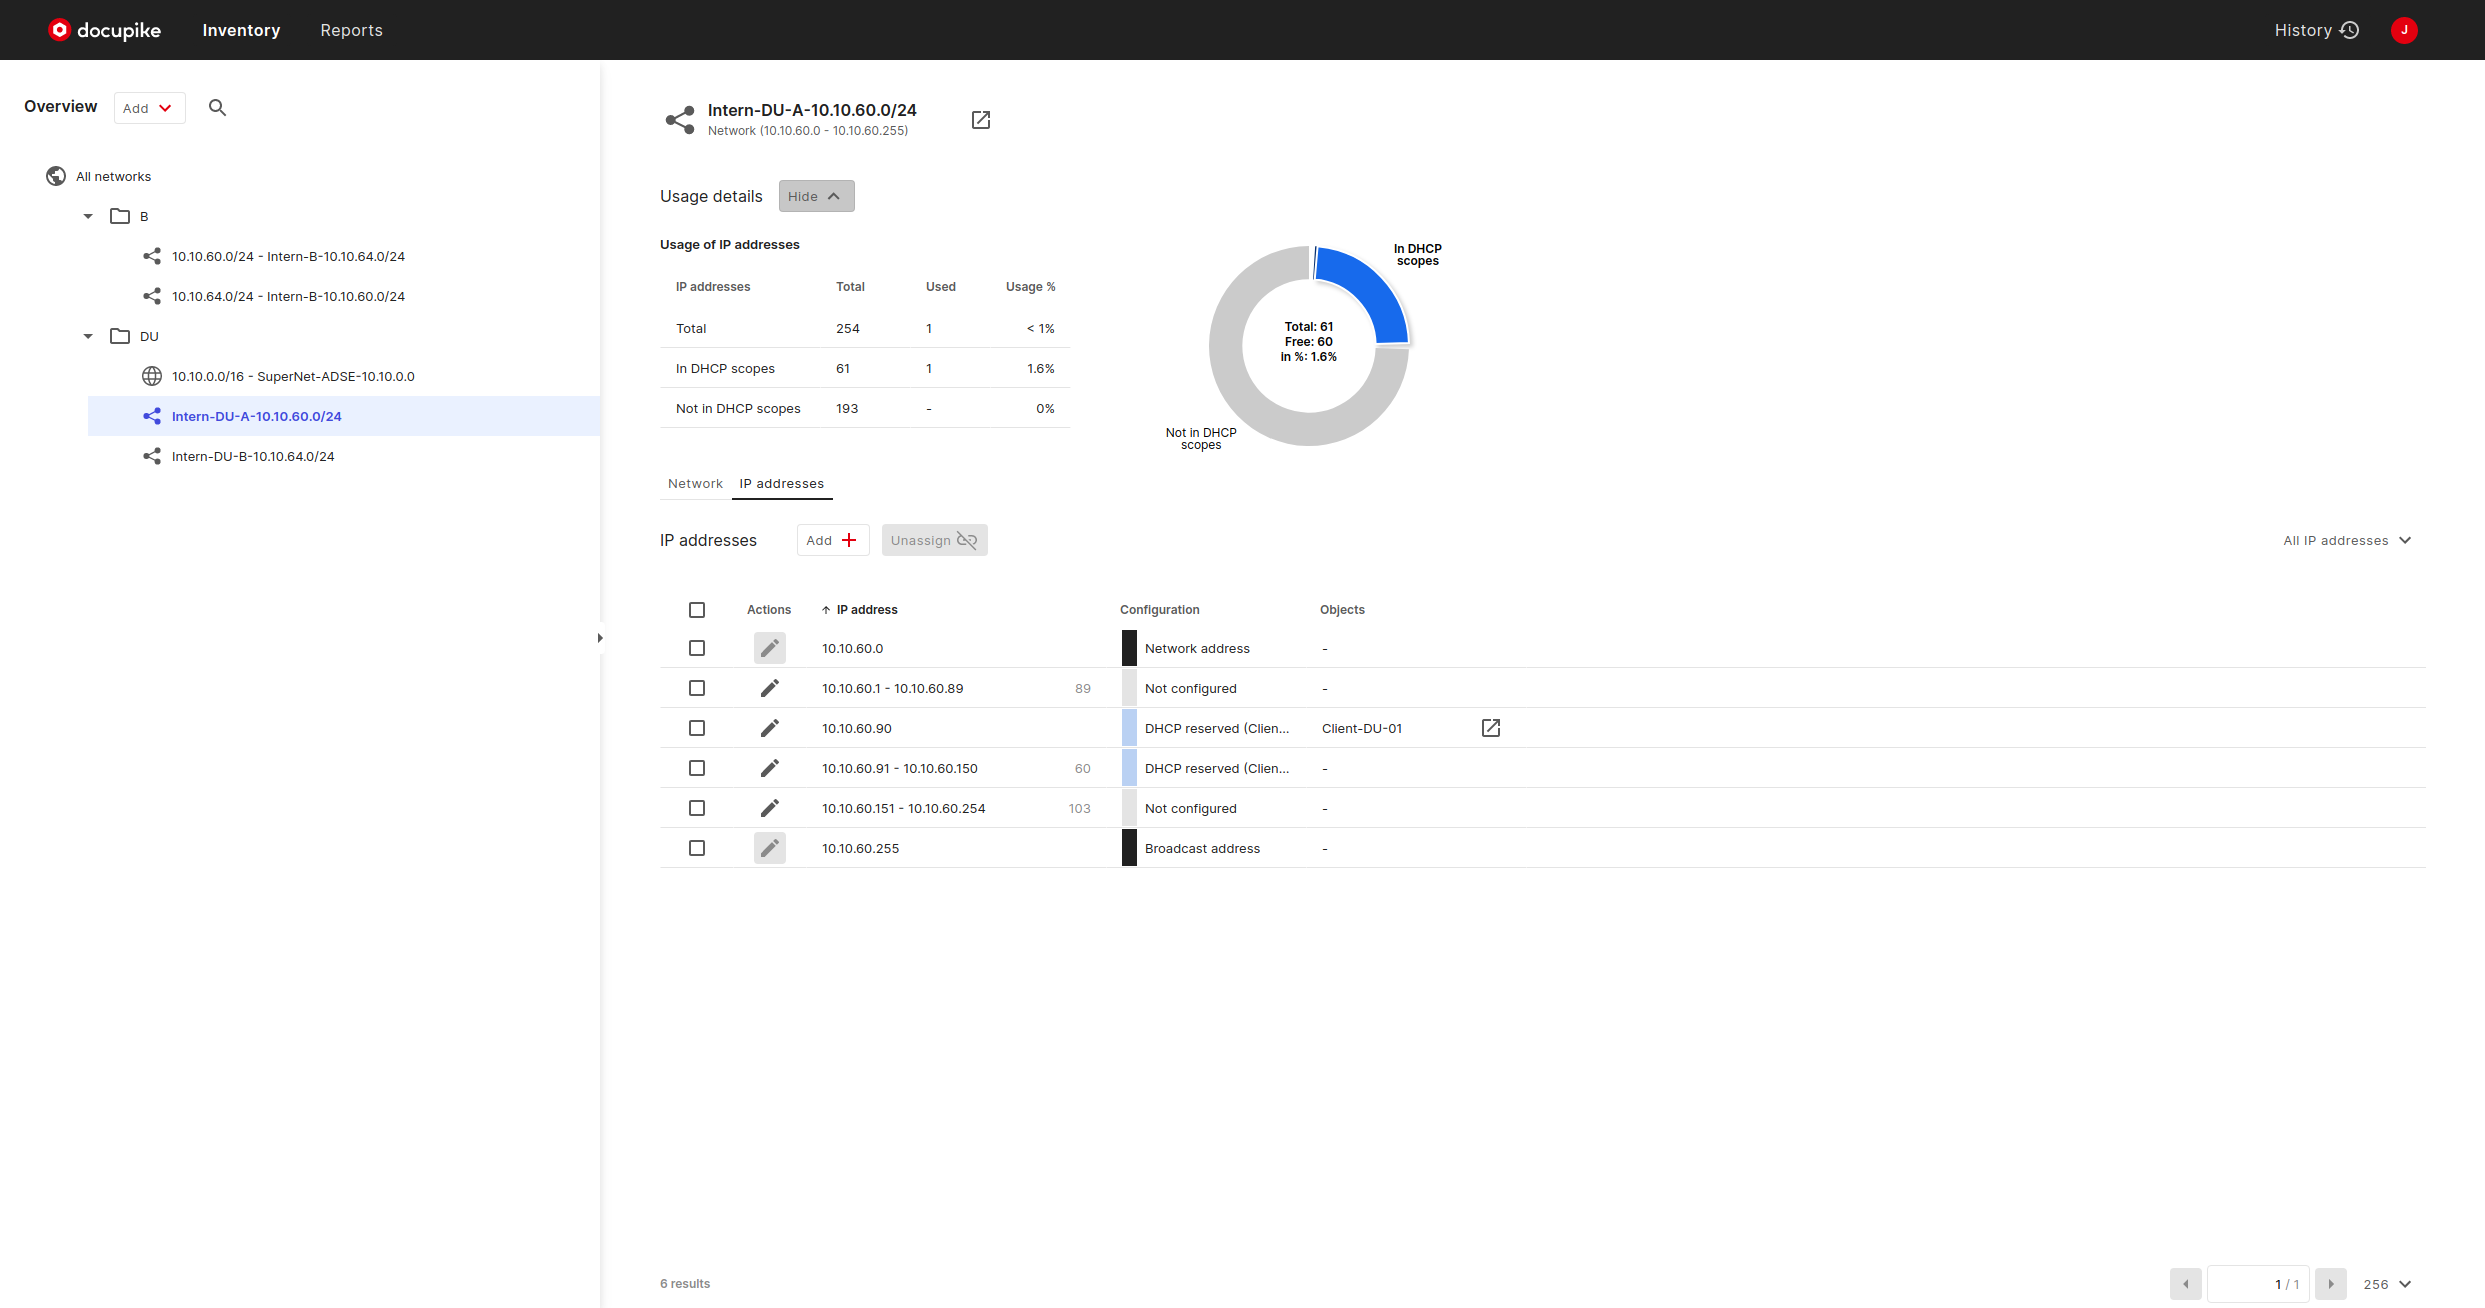 docupike Inventory Reports History J
Overview Add
All networks
B
10.10.60.0/24 - Intern-B-10.10.64.0/24
10.10.64.0/24 - Intern-B-10.10.60.0/24
DU
10.10.0.0/16 - SuperNet-ADSE-10.10.0.0
Intern-DU-A-10.10.60.0/24
Intern-DU-B-10.10.64.0/24
Intern-DU-A-10.10.60.0/24
Network (10.10.60.0 - 10.10.60.255)
Usage details Hide
Usage of IP addresses
IP addresses Total Used Usage %
Total 254 1 < 1%
In DHCP scopes 61 1 1.6%
Not in DHCP scopes 193 - 0%
In DHCP
scopes
Total: 61
Free: 60
in %: 1.6%
Not in DHCP
scopes
Network IP addresses
IP addresses Add Unassign All IP addresses
Actions IP address Configuration Objects
10.10.60.0 Network address -
10.10.60.1 - 10.10.60.89 89 Not configured -
10.10.60.90 DHCP reserved (Clien... Client-DU-01
10.10.60.91 - 10.10.60.150 60 DHCP reserved (Clien... -
10.10.60.151 - 10.10.60.254 103 Not configured -
10.10.60.255 Broadcast address -
6 results 1 / 1 256